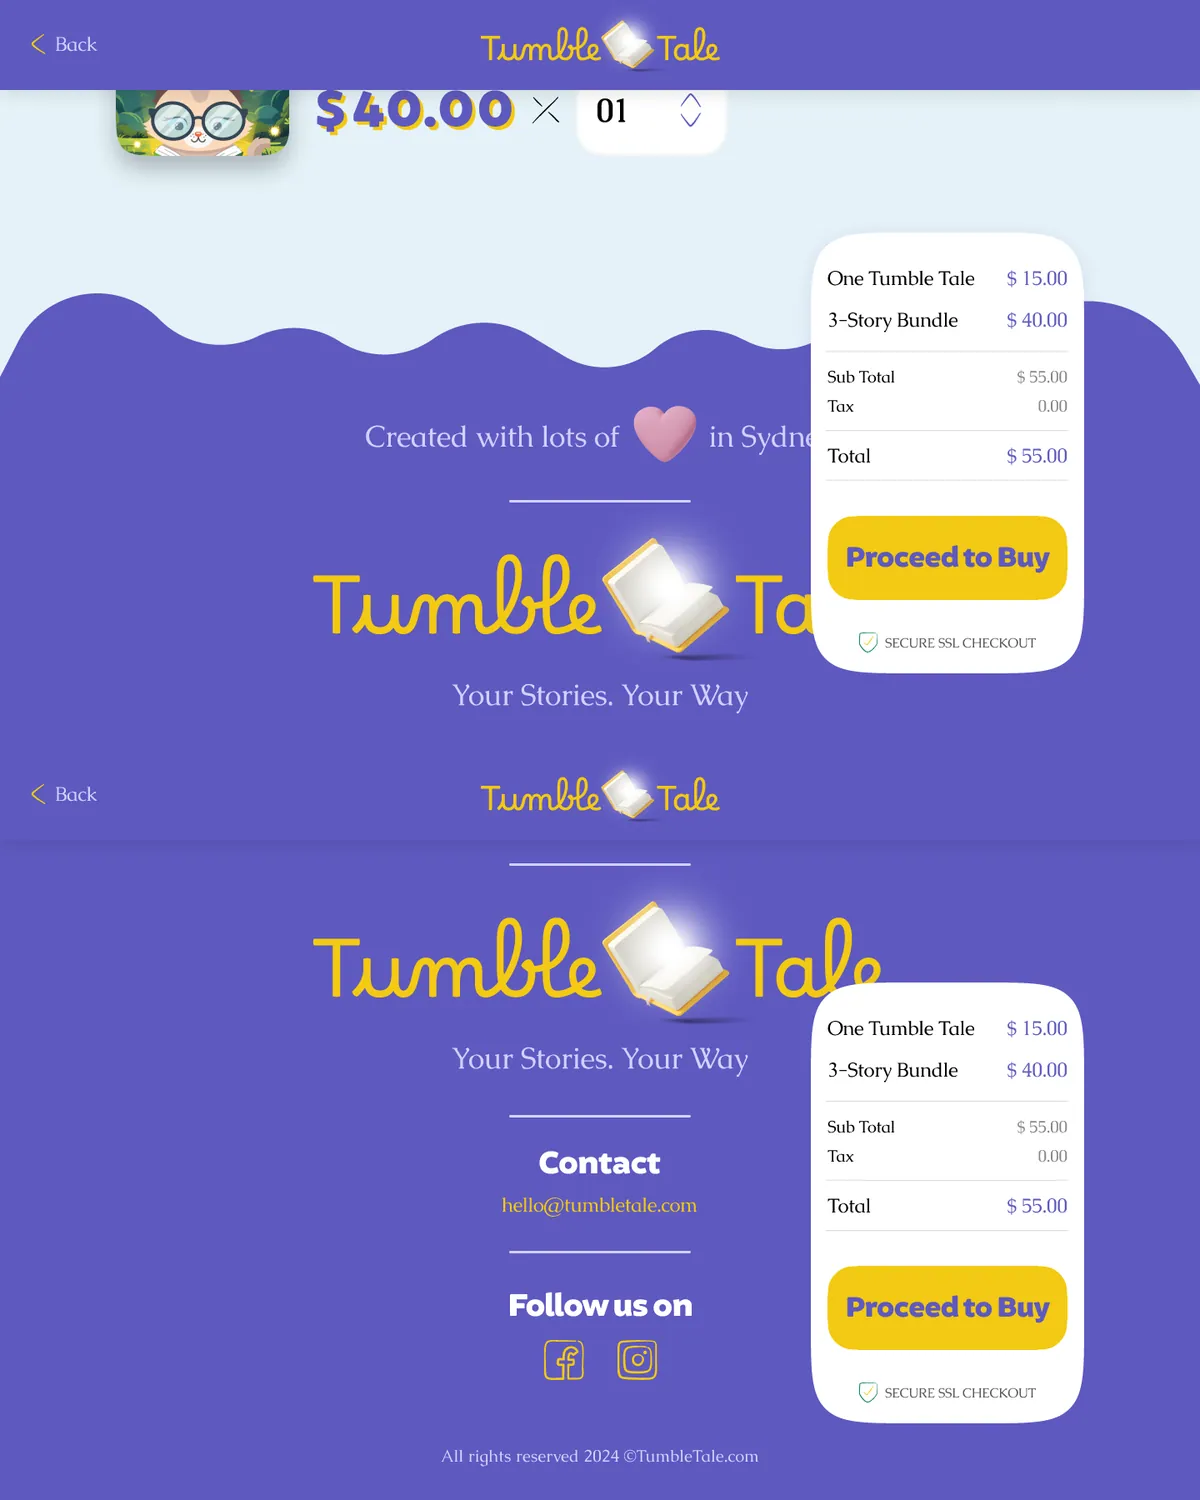 Back
Tumble Tale
$40.00
01
One Tumble Tale $ 15.00
3-Story Bundle $ 40.00
Sub Total $ 55.00
Tax 0.00
Total $ 55.00
Proceed to Buy
SECURE SSL CHECKOUT
Created with lots of in Sydne
Tumble Ta
Your Stories. Your Way
Back
Tumble Tale
Tumble Tale
Your Stories. Your Way
One Tumble Tale $ 15.00
3-Story Bundle $ 40.00
Sub Total $ 55.00
Tax 0.00
Total $ 55.00
Proceed to Buy
SECURE SSL CHECKOUT
Contact
hello@tumbletale.com
Follow us on
All rights reserved 2024 ©TumbleTale.com